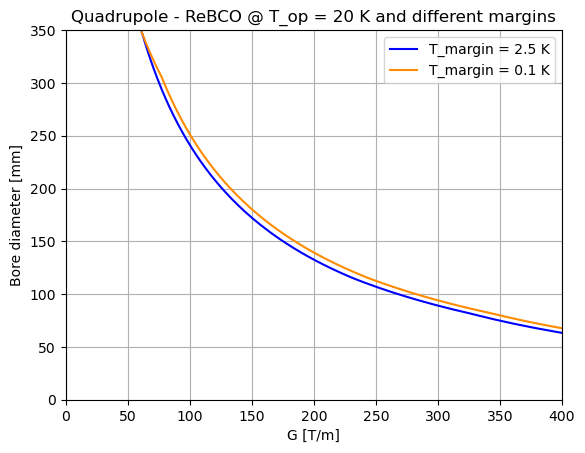 Quadrupole - ReBCO @ T_op = 20 K and different margins
T_margin = 2.5 K
T_margin = 0.1 K
Bore diameter [mm]
350
300
250
200
150
100
50
0
0 50 100 150 200 250 300 350 400
G [T/m]